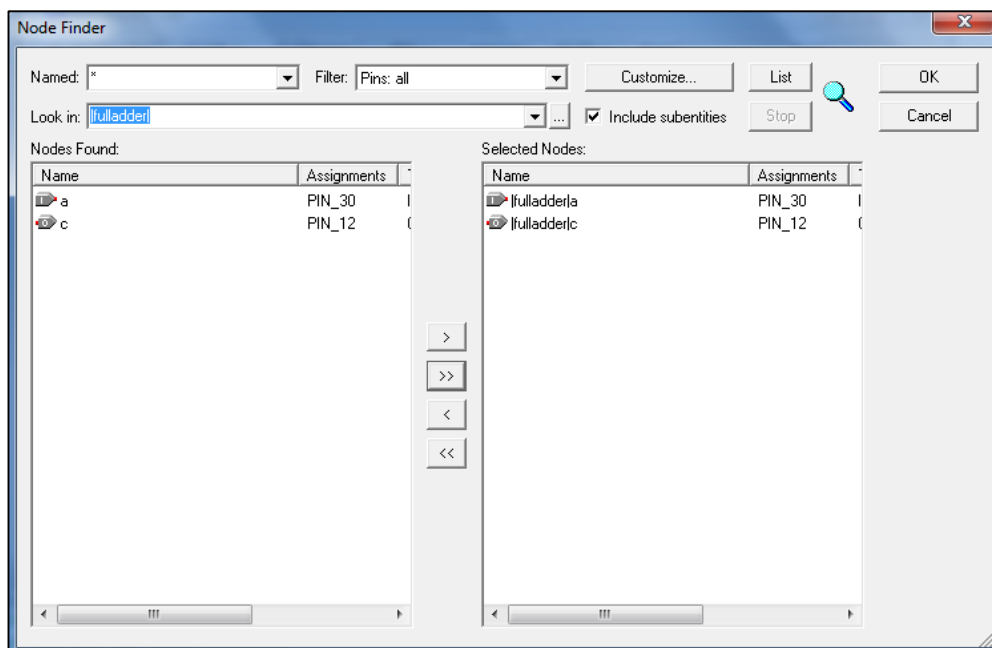 Node Finder
Named: * Filter: Pins: all Customize... List OK
Look in: |fulladder| ... Include subentities Stop Cancel
Nodes Found: Selected Nodes:
Name Assignments Name Assignments
a PIN_30 |fulladder|a PIN_30
c PIN_12 |fulladder|c PIN_12
>
>>
<
<<